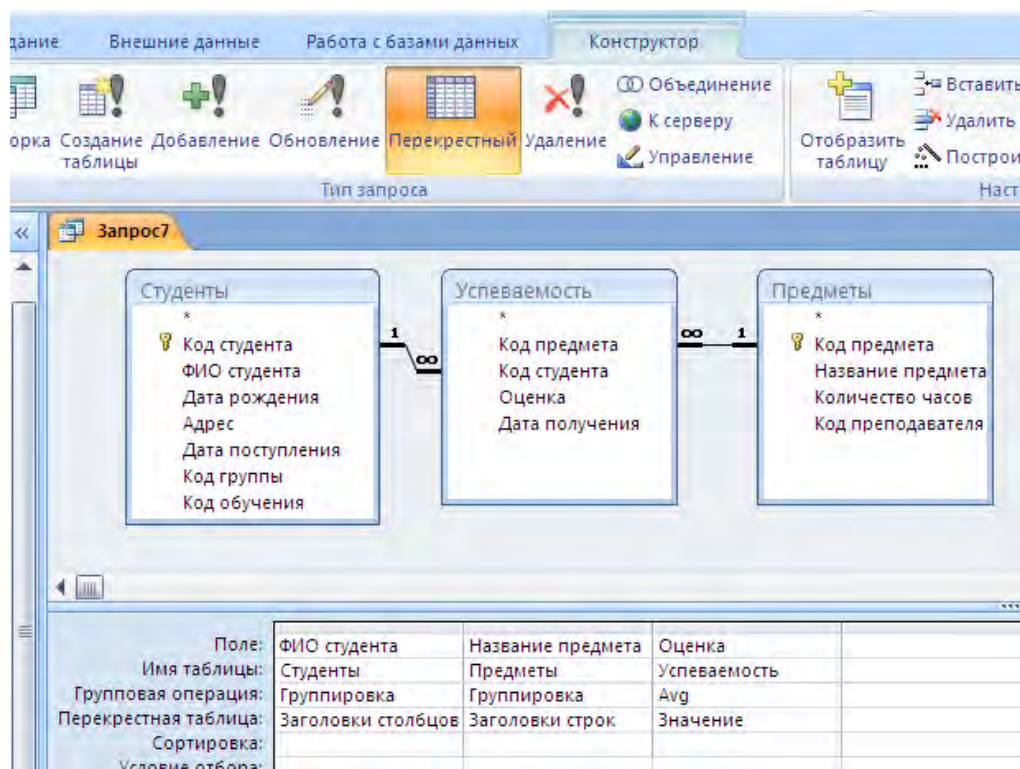 дание Внешние данные Работа с базами данных Конструктор
орка Создание таблицы Добавление Обновление Перекрестный Удаление
Объединение
К серверу
Управление
Отобразить таблицу
Вставить
Удалить
Построи
Тип запроса Наст
« Запрос7
Студенты
*
Код студента
ФИО студента
Дата рождения
Адрес
Дата поступления
Код группы
Код обучения
1 ∞
Успеваемость
*
Код предмета
Код студента
Оценка
Дата получения
∞ 1
Предметы
*
Код предмета
Название предмета
Количество часов
Код преподавателя
Поле: ФИО студента Название предмета Оценка
Имя таблицы: Студенты Предметы Успеваемость
Групповая операция: Группировка Группировка Avg
Перекрестная таблица: Заголовки столбцов Заголовки строк Значение
Сортировка:
Условие отбора: